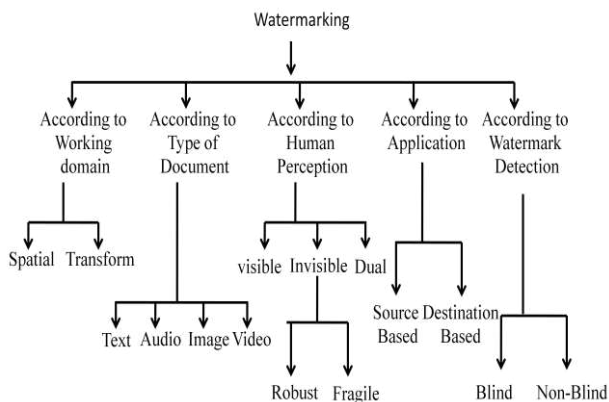 Watermarking
According to
Working
domain
According to
Type of
Document
According to
Human
Perception
According to
Application
According to
Watermark
Detection
Spatial Transform
visible Invisible Dual
Source Destination
Based Based
Text Audio Image Video
Robust Fragile
Blind Non-Blind